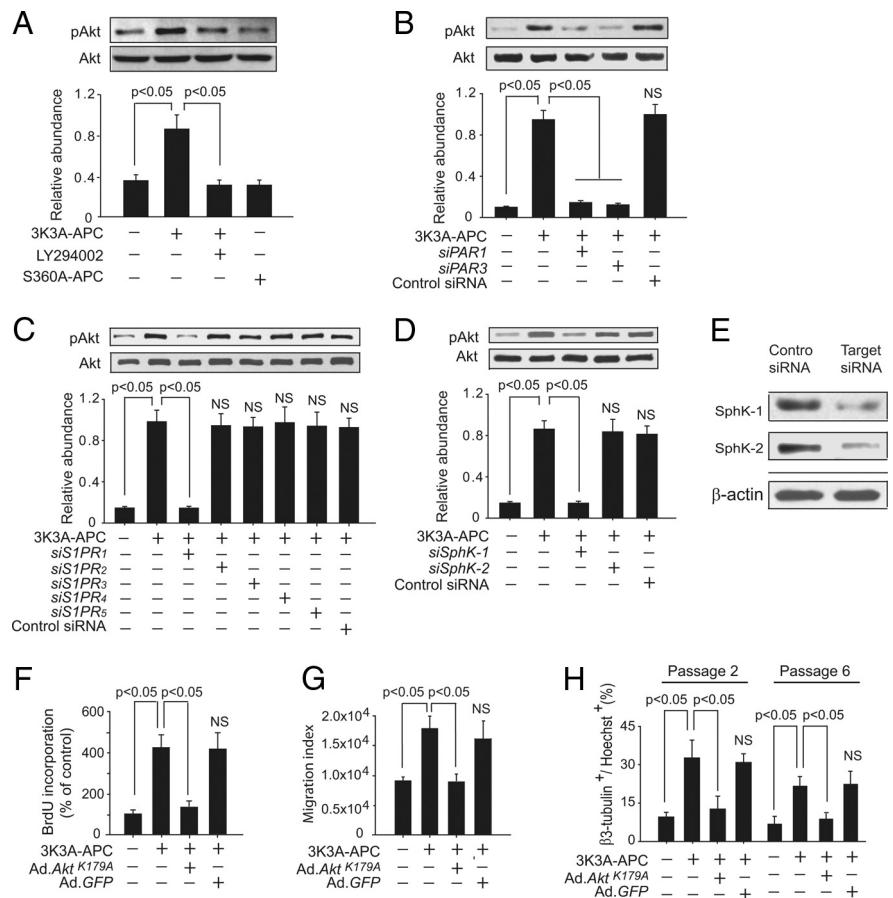 A
pAkt
Akt
p<0.05 p<0.05
Relative abundance
1.2
0.8
0.4
0
3K3A-APC − + + −
LY294002 − − + −
S360A-APC − − − +
B
pAkt
Akt
p<0.05 p<0.05 NS
Relative abundance
1.2
0.8
0.4
0
3K3A-APC − + + + +
siPAR1 − − + − −
siPAR3 − − − + −
Control siRNA − − − − +
C
pAkt
Akt
p<0.05 p<0.05 NS NS NS NS NS
Relative abundance
1.2
0.8
0.4
0
3K3A-APC − + + + + + + +
siS1PR1 − − + − − − − −
siS1PR2 − − − + − − − −
siS1PR3 − − − − + − − −
siS1PR4 − − − − − + − −
siS1PR5 − − − − − − + −
Control siRNA − − − − − − − +
D
pAkt
Akt
p<0.05 p<0.05 NS NS
Relative abundance
1.2
0.8
0.4
0
3K3A-APC − + + + +
siSphK-1 − − + − −
siSphK-2 − − − + −
Control siRNA − − − − +
E
Contro Target
siRNA siRNA
SphK-1
SphK-2
β-actin
F
p<0.05 p<0.05 NS
BrdU incorporation
(% of control)
600
400
200
0
3K3A-APC − + + +
Ad.Akt K179A − − + −
Ad.GFP − − − +
G
p<0.05 p<0.05 NS
Migration index
2.0x10⁴
1.5x10⁴
1.0x10⁴
0.5x10⁴
0
3K3A-APC − + + +
Ad.Akt K179A − − + −
Ad.GFP − − − +
H
Passage 2 Passage 6
p<0.05 p<0.05 NS p<0.05 p<0.05 NS
β3-tubulin +/ Hoechst +(%)
45
30
15
0
3K3A-APC − + + + − + + +
Ad.Akt K179A − − + − − − + −
Ad.GFP − − − + − − − +